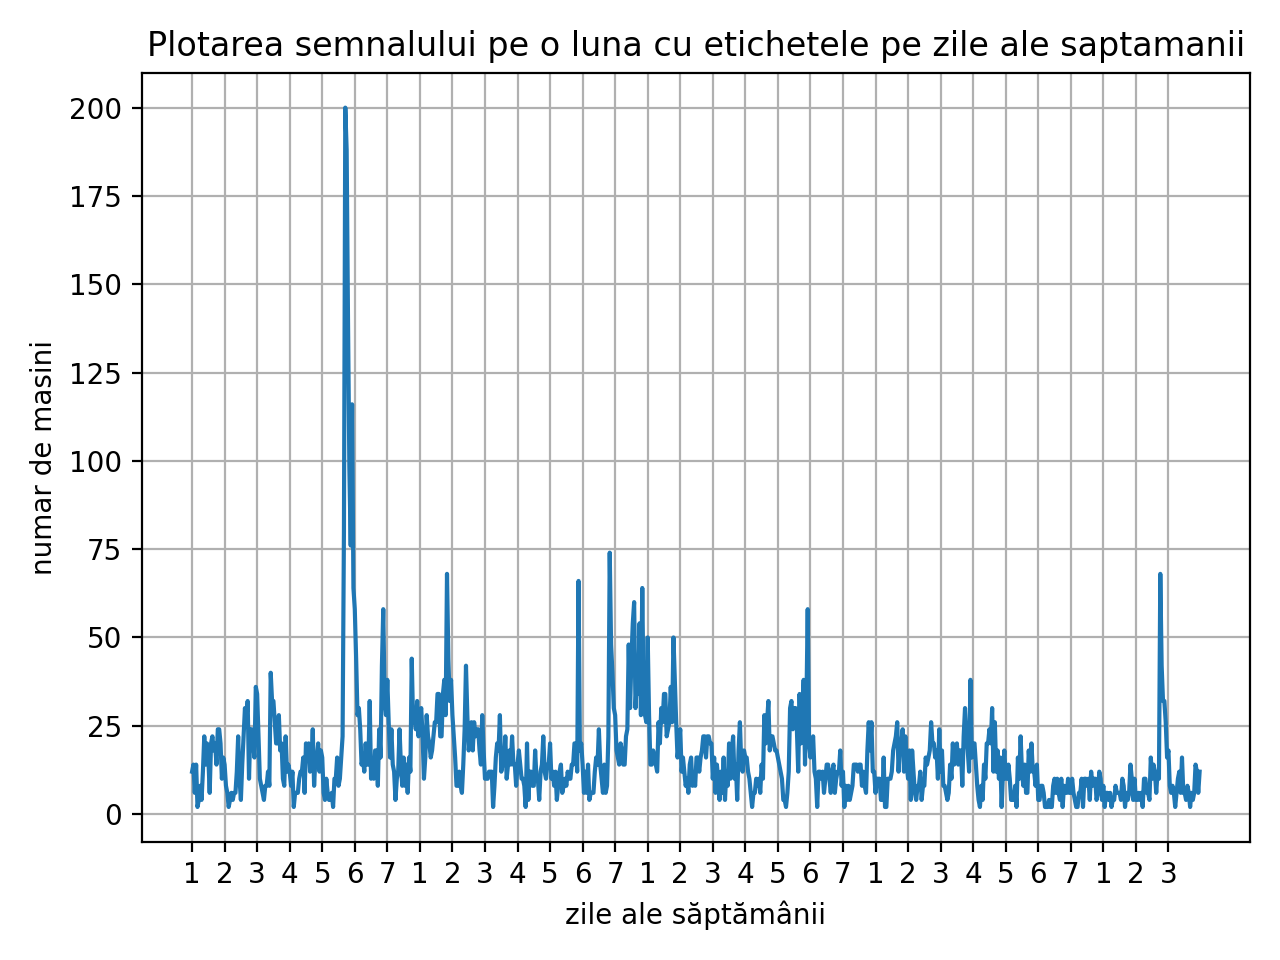 Plotarea semnalului pe o luna cu etichetele pe zile ale saptamanii
200
175
150
125
100
75
50
25
0
numar de masini
1 2 3 4 5 6 7 1 2 3 4 5 6 7 1 2 3 4 5 6 7 1 2 3 4 5 6 7 1 2 3
zile ale săptămânii